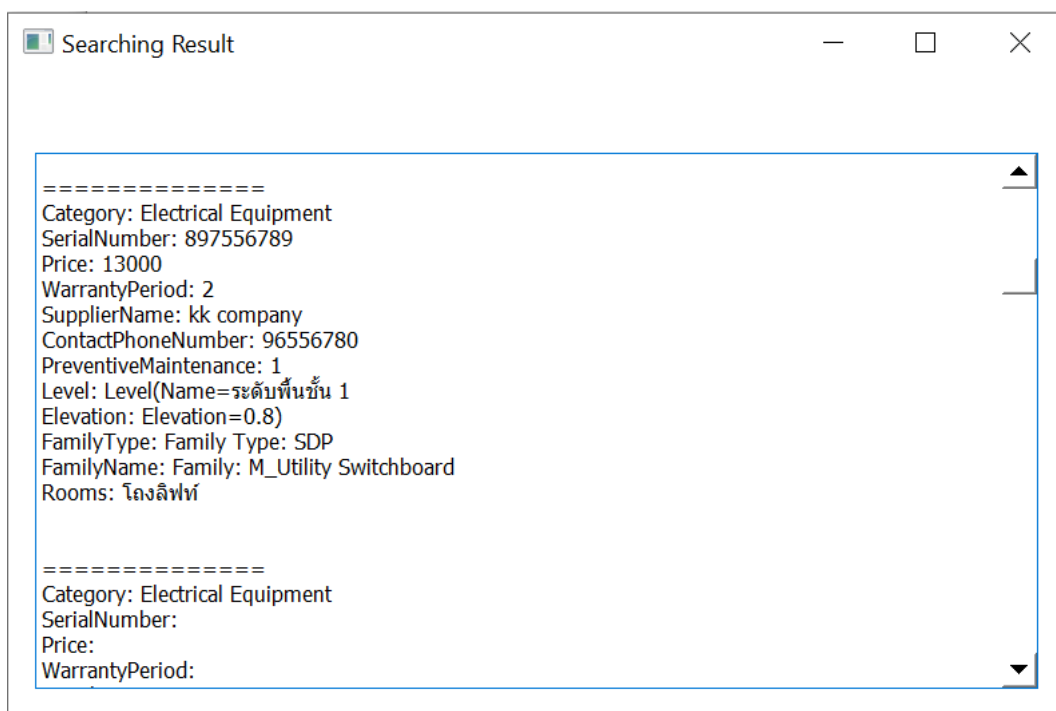 Searching Result
==============
Category: Electrical Equipment
SerialNumber: 897556789
Price: 13000
WarrantyPeriod: 2
SupplierName: kk company
ContactPhoneNumber: 96556780
PreventiveMaintenance: 1
Level: Level(Name=ระดับพื้นชั้น 1
Elevation: Elevation=0.8)
FamilyType: Family Type: SDP
FamilyName: Family: M_Utility Switchboard
Rooms: โถงลิฟท์
==============
Category: Electrical Equipment
SerialNumber:
Price:
WarrantyPeriod: